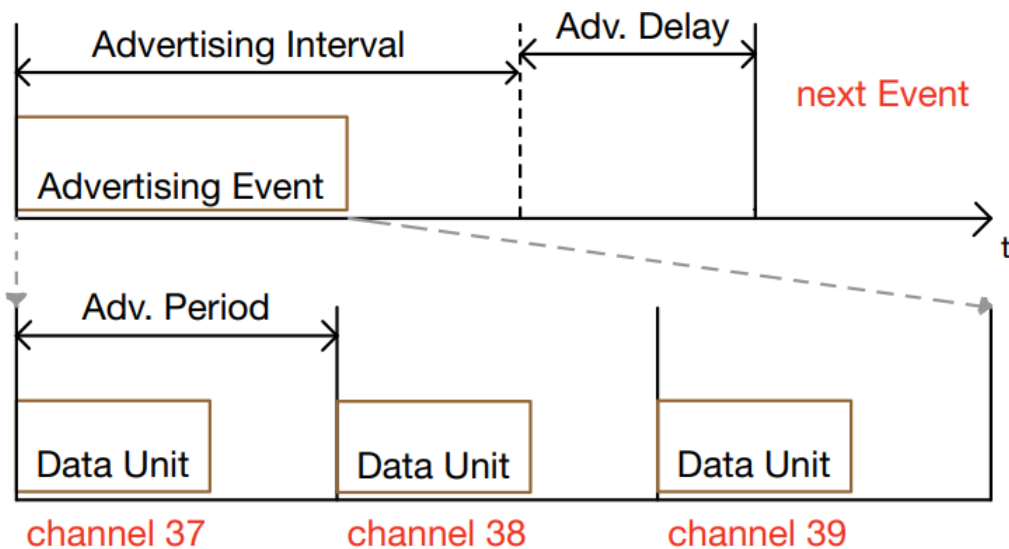 Advertising Interval
Adv. Delay
next Event
Advertising Event
t
Adv. Period
Data Unit
Data Unit
Data Unit
channel 37
channel 38
channel 39